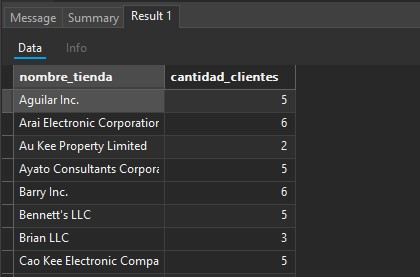 Message Summary Result 1
Data Info
nombre_tienda cantidad_clientes
Aguilar Inc. 5
Arai Electronic Corporation 6
Au Kee Property Limited 2
Ayato Consultants Corpora 5
Barry Inc. 6
Bennett's LLC 5
Brian LLC 3
Cao Kee Electronic Compa 5